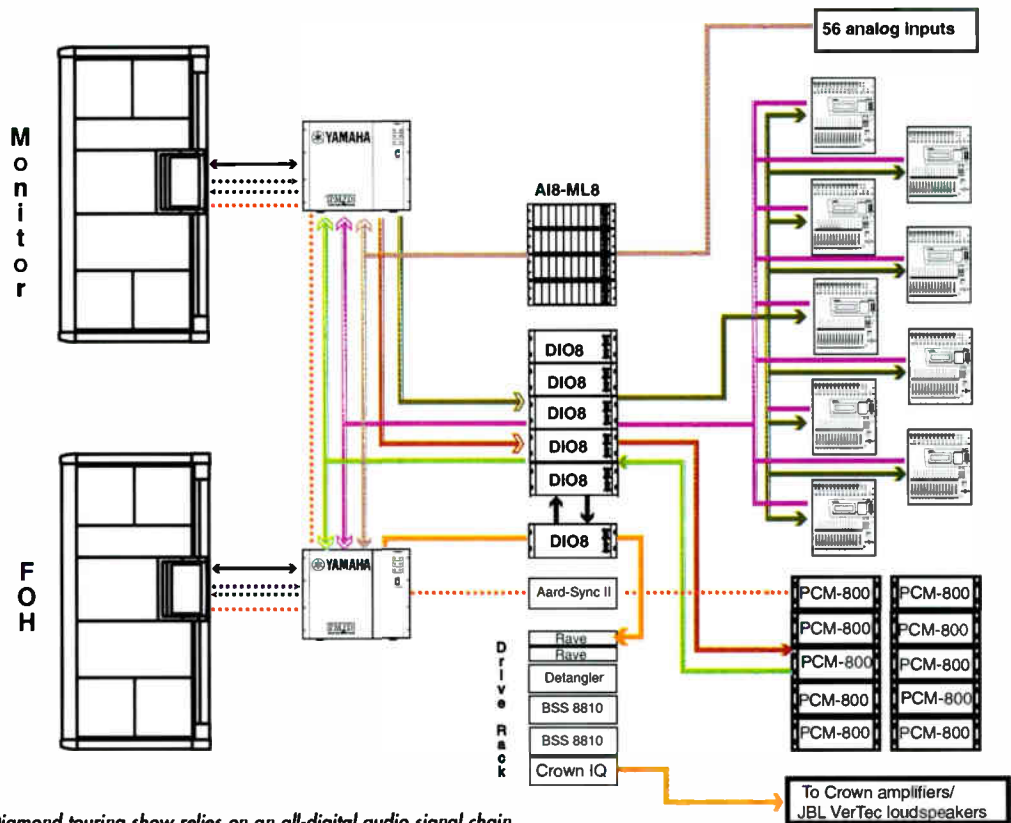 56 analog inputs
Monitor
YAMAHA
AI8-ML8
DIO8
DIO8
DIO8
DIO8
DIO8
DIO8
FOH
YAMAHA
Aard-Sync II
Drive Rack
Rave
Rave
Detangler
BSS 8810
BSS 8810
Crown IQ
PCM-800
PCM-800
PCM-800
PCM-800
PCM-800
PCM-800
PCM-800
PCM-800
PCM-800
PCM-800
To Crown amplifiers/
JBL VerTec loudspeakers
Diamond touring show relies on an all-digital audio signal chain